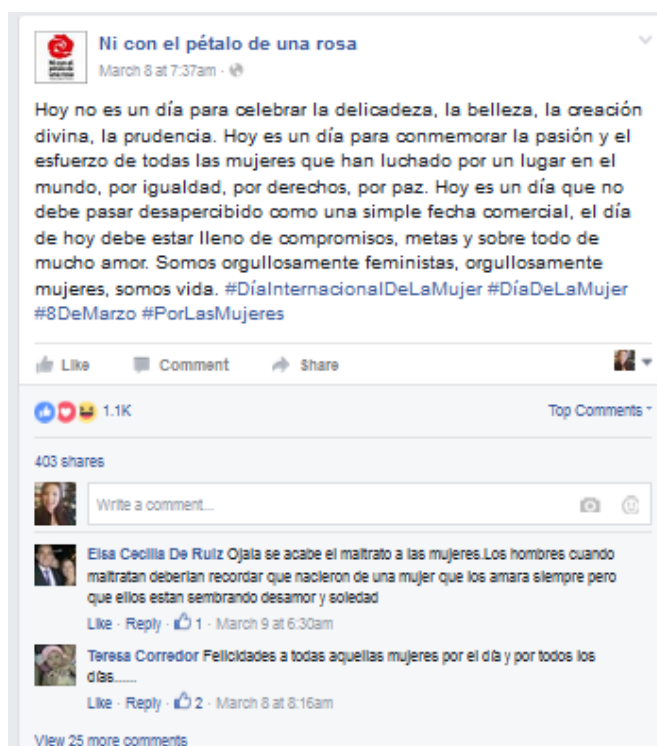 Ni con el pétalo de una rosa
March 8 at 7:37am ·
Hoy no es un día para celebrar la delicadeza, la belleza, la creación
divina, la prudencia. Hoy es un día para conmemorar la pasión y el
esfuerzo de todas las mujeres que han luchado por un lugar en el
mundo, por igualdad, por derechos, por paz. Hoy es un día que no
debe pasar desapercibido como una simple fecha comercial, el día
de hoy debe estar lleno de compromisos, metas y sobre todo de
mucho amor. Somos orgullosamente feministas, orgullosamente
mujeres, somos vida. #DíaInternacionalDeLaMujer #DíaDeLaMujer
#8DeMarzo #PorLasMujeres
Like Comment Share
1.1K Top Comments
403 shares
Write a comment...
Elsa Cecilia De Ruiz Ojala se acabe el maltrato a las mujeres.Los hombres cuando
maltratan deberian recordar que nacieron de una mujer que los amara siempre pero
que ellos estan sembrando desamor y soledad
Like · Reply · 1 · March 9 at 6:30am
Teresa Corredor Felicidades a todas aquellas mujeres por el día y por todos los
días......
Like · Reply · 2 · March 8 at 8:16am
View 25 more comments